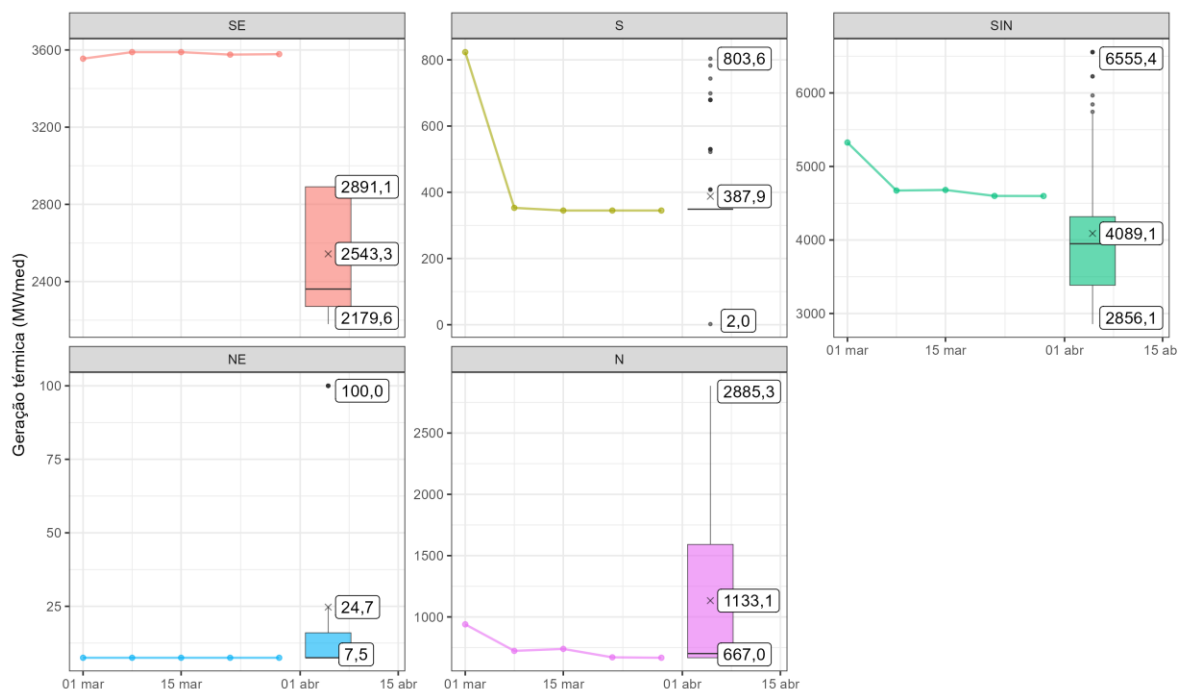 SE
S
SIN
Geração térmica (MWmed)
3600
3200
2800
2400
2891,1
2543,3
2179,6
800
600
400
200
0
803,6
387,9
2,0
6000
5000
4000
3000
6555,4
4089,1
2856,1
01 mar
15 mar
01 abr
15 ab
NE
N
100
75
50
25
100,0
24,7
7,5
01 mar
15 mar
01 abr
15 abr
2500
2000
1500
1000
2885,3
1133,1
667,0
01 mar
15 mar
01 abr
15 abr